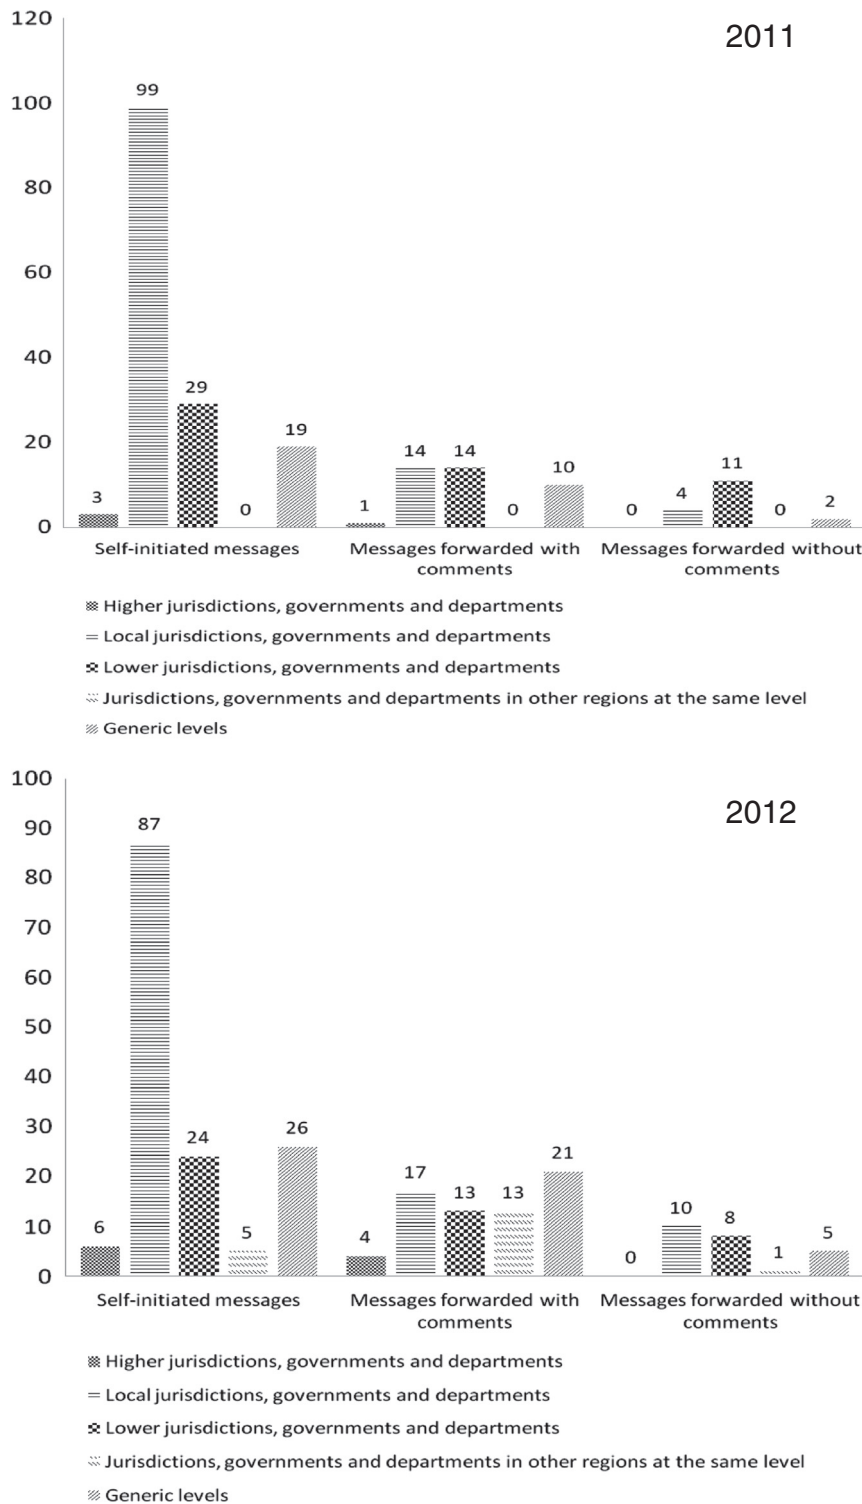 2011
120
100
80
60
40
20
0
3
99
29
0
19
1
14
14
0
10
0
4
11
0
2
Self-initiated messages
Messages forwarded with
comments
Messages forwarded without
comments
Higher jurisdictions, governments and departments
Local jurisdictions, governments and departments
Lower jurisdictions, governments and departments
Jurisdictions, governments and departments in other regions at the same level
Generic levels
2012
100
90
80
70
60
50
40
30
20
10
0
6
87
24
5
26
4
17
13
13
21
0
10
8
1
5
Self-initiated messages
Messages forwarded with
comments
Messages forwarded without
comments
Higher jurisdictions, governments and departments
Local jurisdictions, governments and departments
Lower jurisdictions, governments and departments
Jurisdictions, governments and departments in other regions at the same level
Generic levels